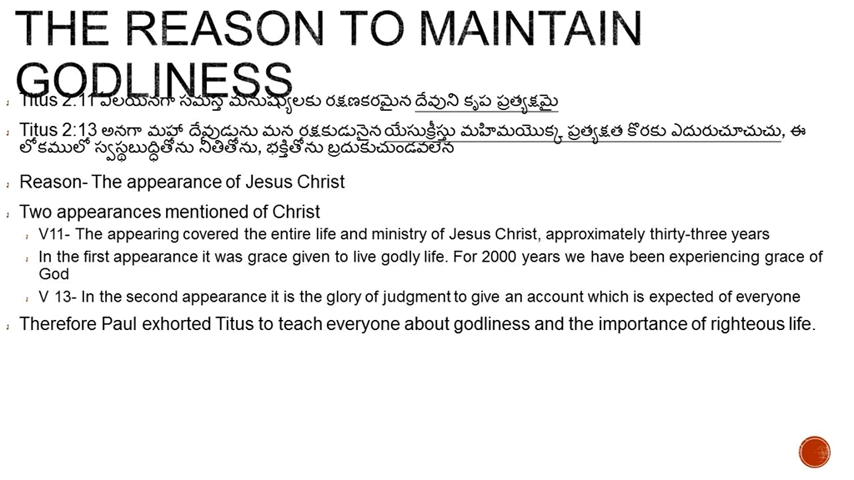 THE REASON TO MAINTAIN
GODLINESS
Titus 2:11 ఏలయనగా సమస్త మనుష్యులకు రక్షణకరమైన దేవుని కృప ప్రత్యక్షమై
Titus 2:13 అనగా మహా దేవుడును మన రక్షకుడునైన యేసుక్రీస్తు మహిమయొక్క ప్రత్యక్షత కొరకు ఎదురుచూచుచు, ఈ
లోకములో స్వస్థబుద్ధితోను నీతితోను, భక్తితోను బ్రదుకుచుండవలెన
Reason- The appearance of Jesus Christ
Two appearances mentioned of Christ
V11- The appearing covered the entire life and ministry of Jesus Christ, approximately thirty-three years
In the first appearance it was grace given to live godly life. For 2000 years we have been experiencing grace of
God
V 13- In the second appearance it is the glory of judgment to give an account which is expected of everyone
Therefore Paul exhorted Titus to teach everyone about godliness and the importance of righteous life.